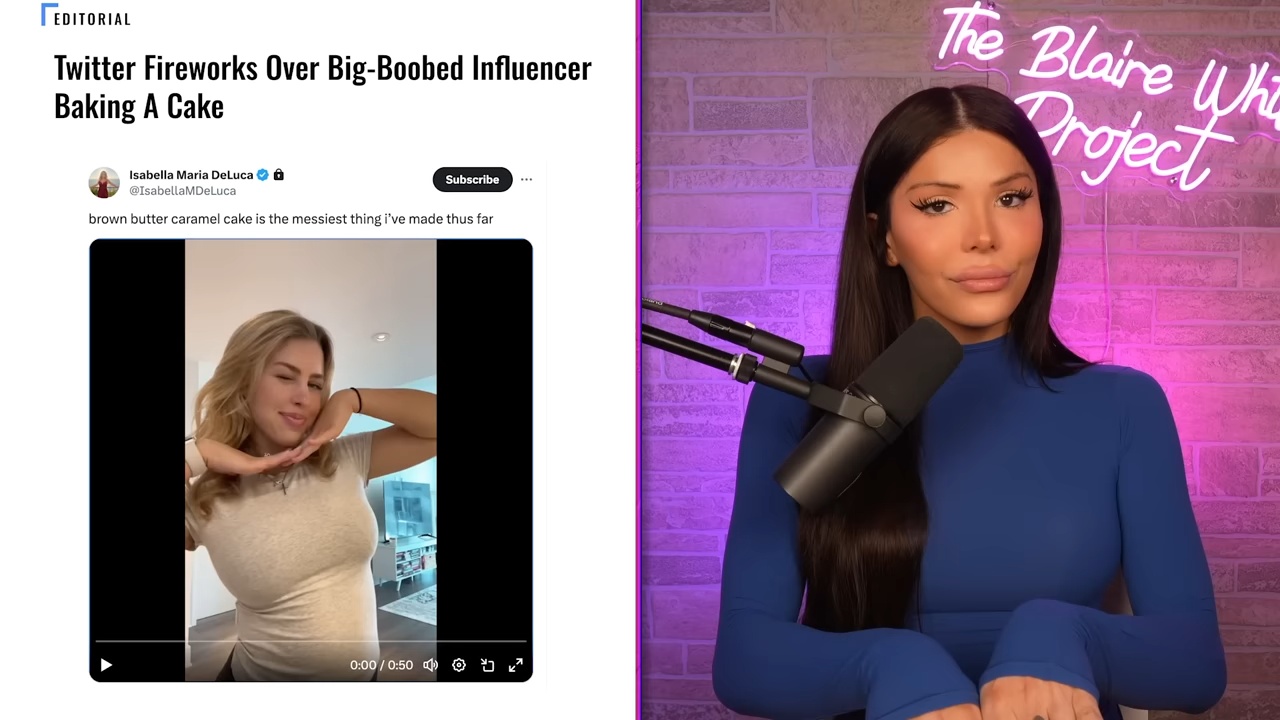 EDITORIAL
Twitter Fireworks Over Big-Boobed Influencer
Baking A Cake
Isabella Maria DeLuca
@IsabellaMDeLuca
Subscribe
brown butter caramel cake is the messiest thing i've made thus far
0:00 / 0:50
The Blaire Whi
Project